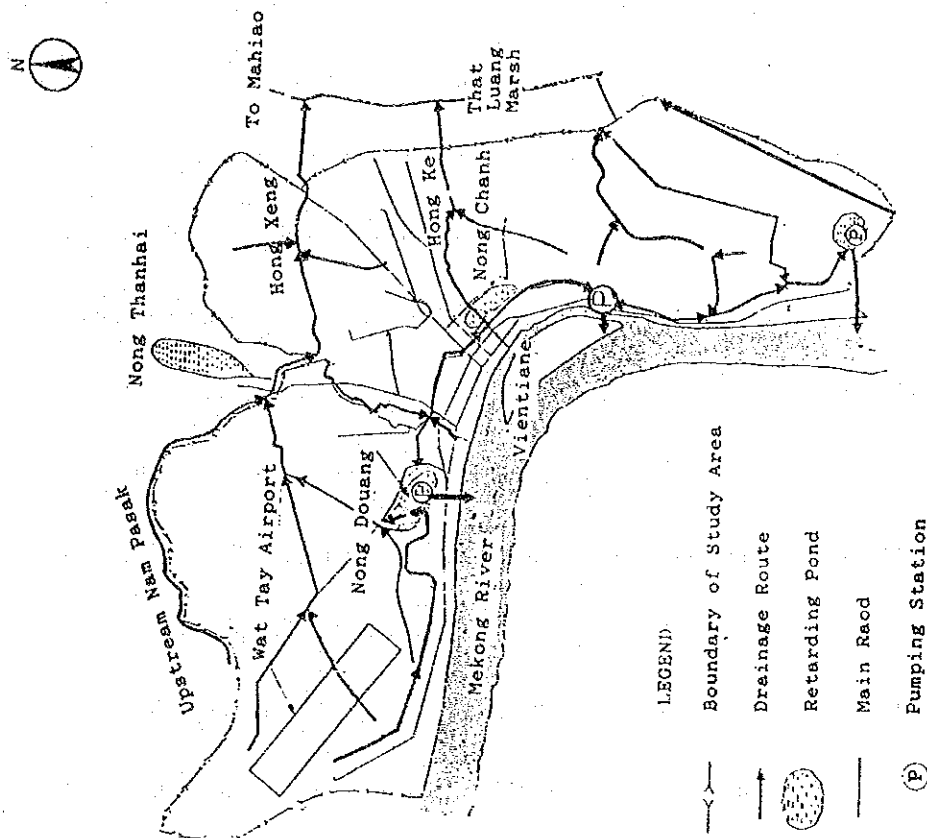 N
To Mahiao
That
Luang
Marsh
Nong Thanhai
Hong Xeng
Hong Ke
Nong Chanh
Upstream Nam Pasak
Wat Tay Airport
Nong Douang
P
P
P
Vientiane
Mekong River
LEGEND
Boundary of Study Area
Drainage Route
Retarding Pond
Main Raod
P Pumping Station